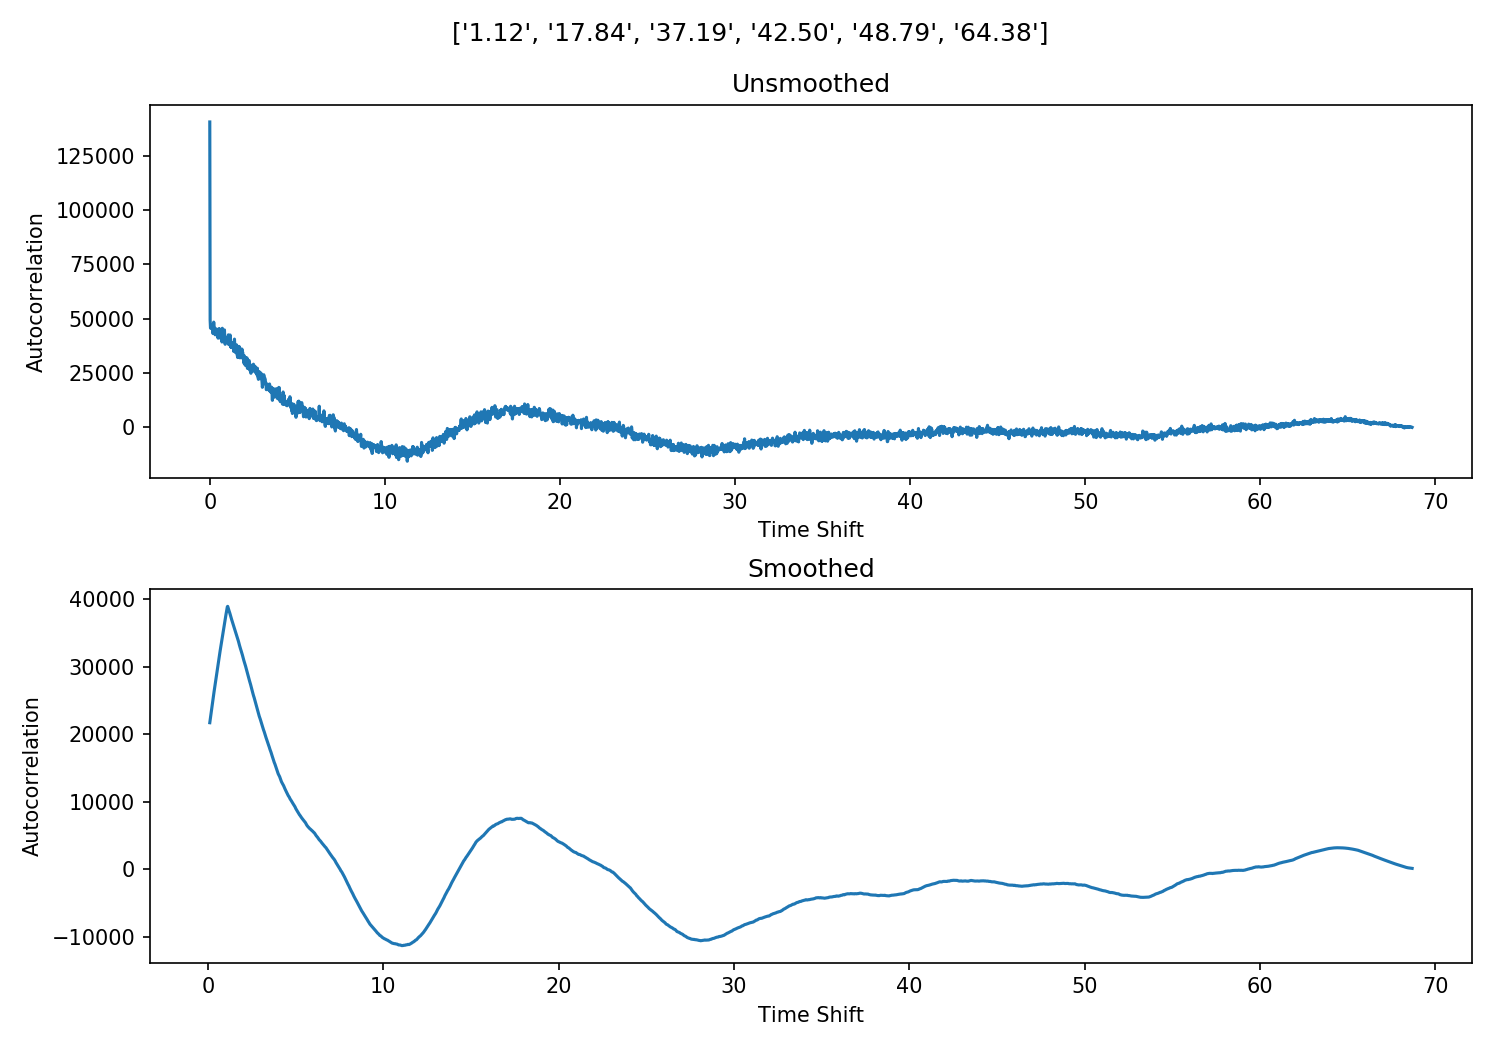 ['1.12', '17.84', '37.19', '42.50', '48.79', '64.38']
Unsmoothed
125000
100000
75000
50000
25000
0
Autocorrelation
0 10 20 30 40 50 60 70
Time Shift
Smoothed
40000
30000
20000
10000
0
−10000
Autocorrelation
0 10 20 30 40 50 60 70
Time Shift